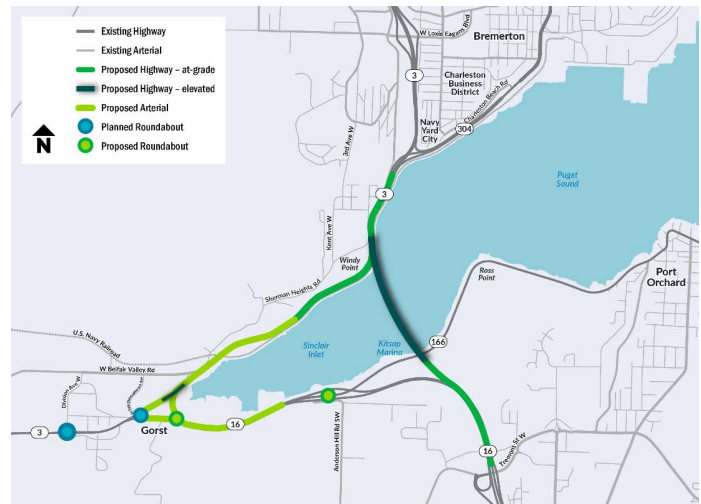 Existing Highway
Existing Arterial
Proposed Highway – at-grade
Proposed Highway – elevated
Proposed Arterial
Planned Roundabout
Proposed Roundabout
N
W Loxie Eagans Blvd
Bremerton
3
Charleston
Business
District
Charleston Beach Rd
Navy
Yard
City
304
3rd Ave W
3
Puget
Sound
Kent Ave W
Windy
Point
Ross
Point
Port
Orchard
Sherman Heights Rd
U.S. Navy Railroad
Sinclair
Inlet
Kitsap
Marina
166
W Belfair Valley Rd
Division Ave W
3
Gorst
16
Anderson Hill Rd SW
16
Tremont St W